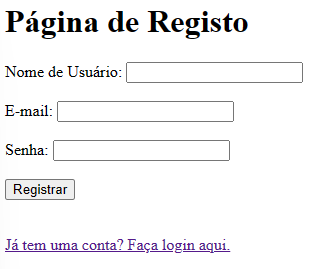 Página de Registo
Nome de Usuário:
E-mail:
Senha:
Registrar
Já tem uma conta? Faça login aqui.